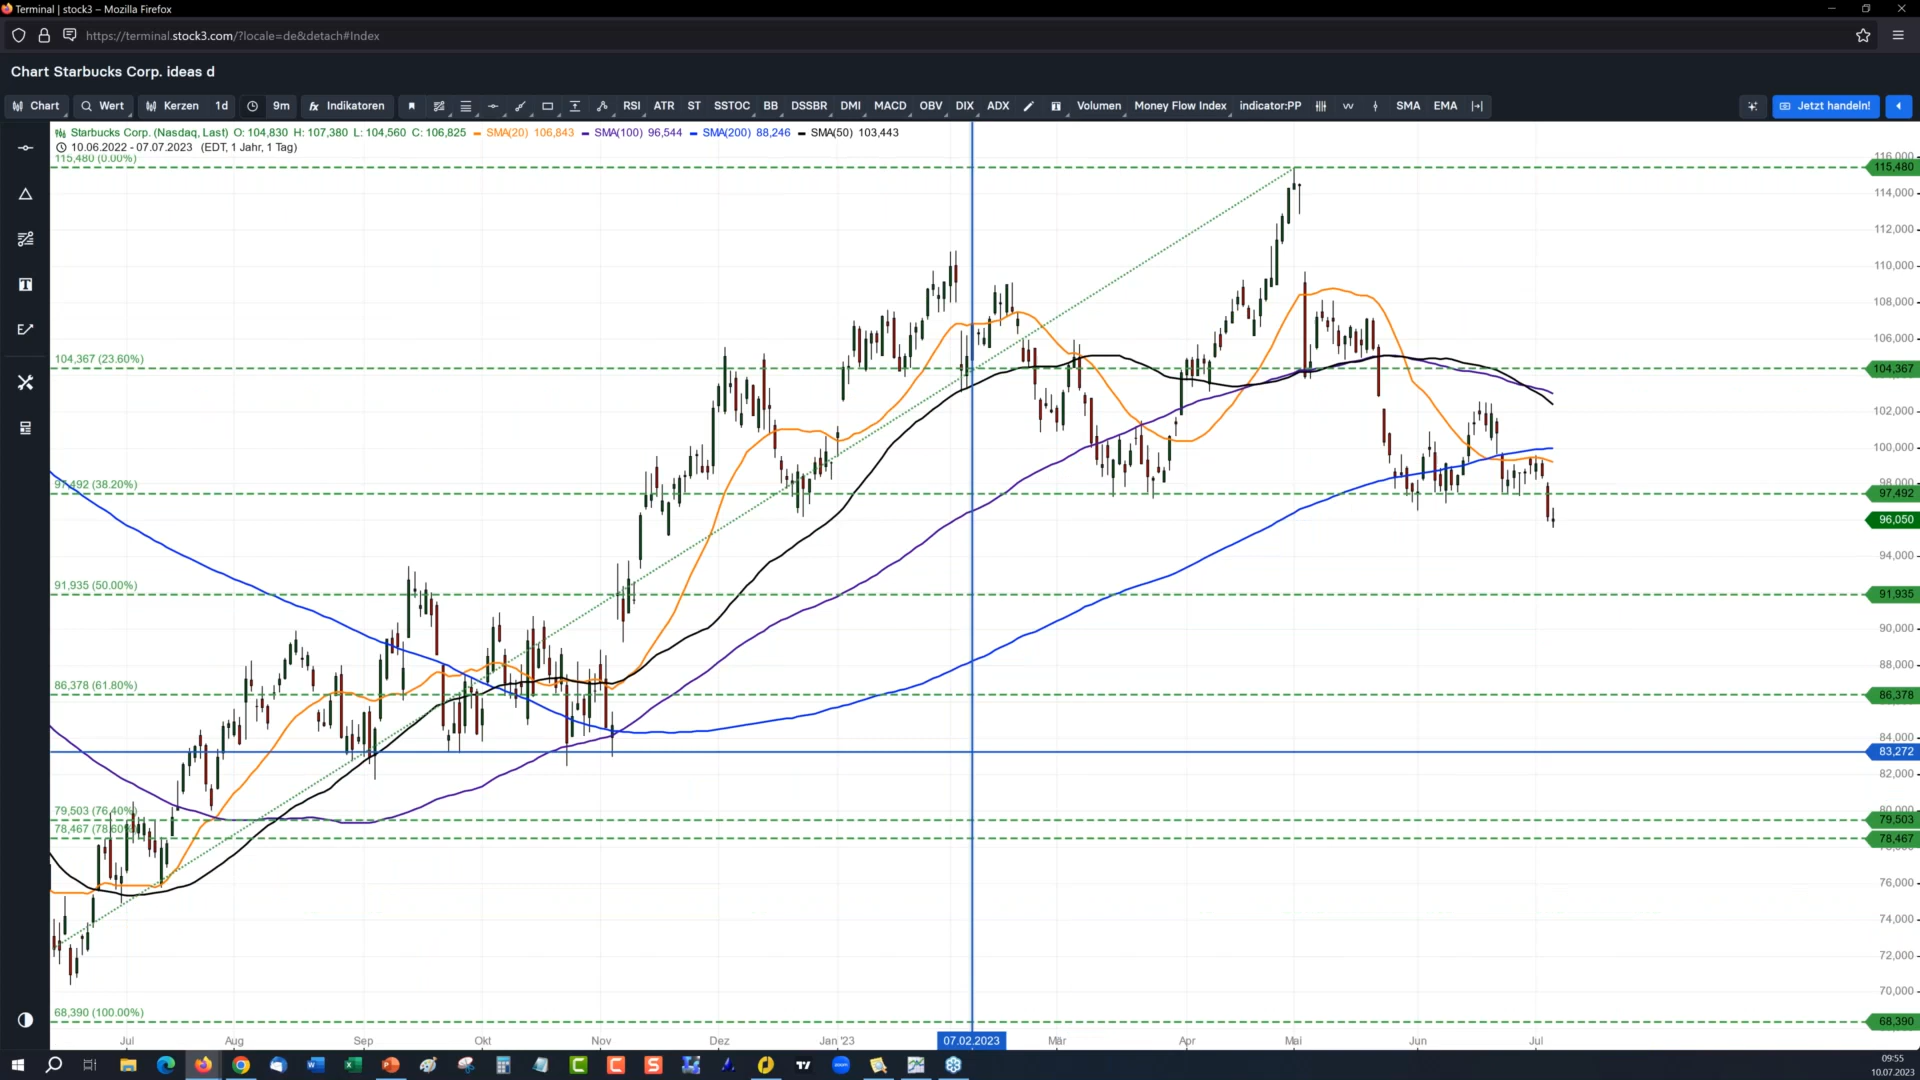 Terminal | stock3 – Mozilla Firefox
https://terminal.stock3.com/?locale=de&detach#Index
Chart Starbucks Corp. ideas d
Chart Wert Kerzen 1d 9m fx Indikatoren RSI ATR ST SSTOC BB DSSBR DMI MACD OBV DIX ADX Volumen Money Flow Index indicator:PP SMA EMA Jetzt handeln!
Starbucks Corp. (Nasdaq, Last) O: 104,830 H: 107,380 L: 104,560 C: 106,825 SMA(20) 106,843 SMA(100) 96,544 SMA(200) 88,246 SMA(50) 103,443
10.06.2022 - 07.07.2023 (EDT, 1 Jahr, 1 Tag)
116,000
115,480 (0.00%) 115,480
114,000
112,000
110,000
108,000
106,000
104,367 (23.60%) 104,367
102,000
100,000
98,000
97,492 (38.20%) 97,492
96,050
94,000
91,935 (50.00%) 91,935
90,000
88,000
86,378 (61.80%) 86,378
84,000
83,272
82,000
80,000
79,503 (76.40%) 79,503
78,467 (78.60%) 78,467
76,000
74,000
72,000
70,000
68,390 (100.00%) 68,390
Jul Aug Sep Okt Nov Dez Jan '23 07.02.2023 Mär Apr Mai Jun Jul
09:55
10.07.2023